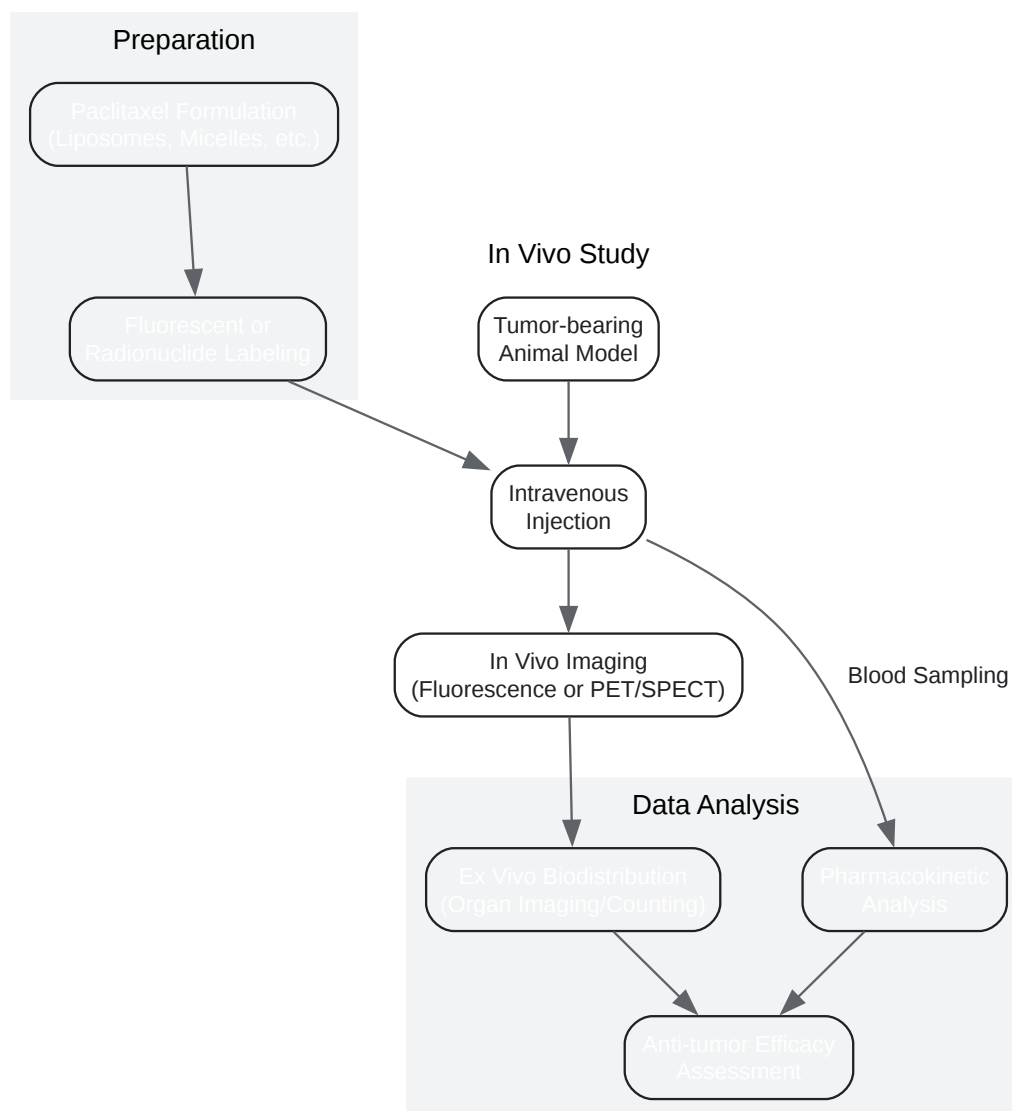 Preparation
Paclitaxel Formulation
(Liposomes, Micelles, etc.)
Fluorescent or
Radionuclide Labeling
In Vivo Study
Tumor-bearing
Animal Model
Intravenous
Injection
In Vivo Imaging
(Fluorescence or PET/SPECT)
Blood Sampling
Data Analysis
Ex Vivo Biodistribution
(Organ Imaging/Counting)
Pharmacokinetic
Analysis
Anti-tumor Efficacy
Assessment